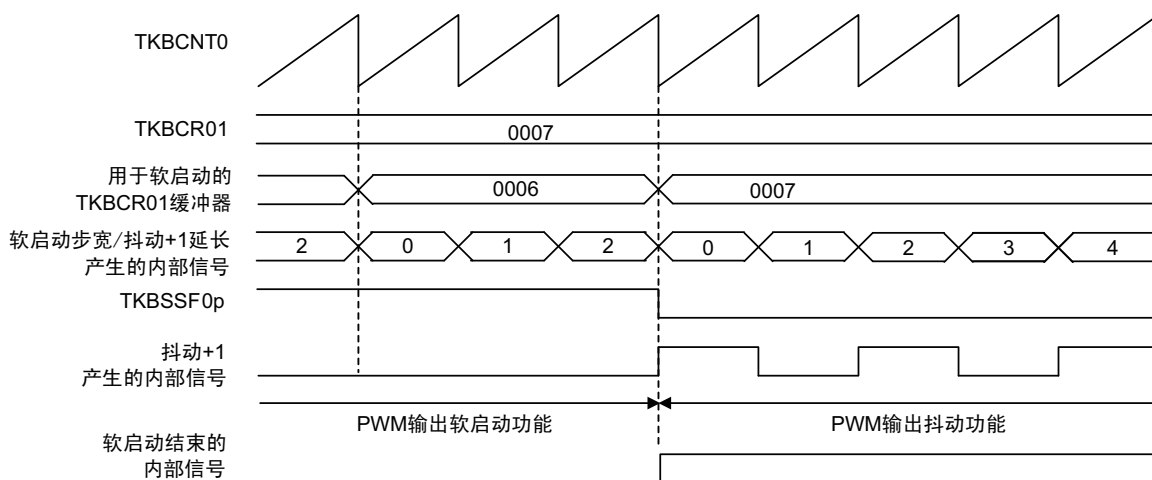 TKBCNT0
TKBCR01
0007
用于软启动的
TKBCR01缓冲器
0006
0007
软启动步宽/抖动+1延长
产生的内部信号
2
0
1
2
0
1
2
3
4
TKBSSF0p
抖动+1
产生的内部信号
PWM输出软启动功能
PWM输出抖动功能
软启动结束的
内部信号